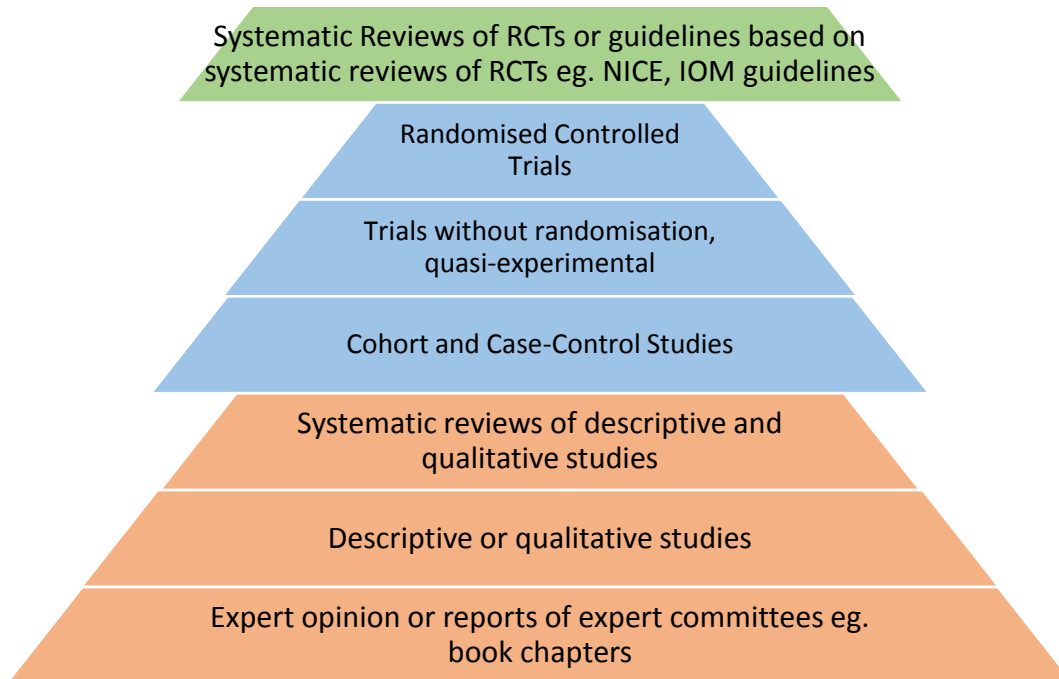 Systematic Reviews of RCTs or guidelines based on
systematic reviews of RCTs eg. NICE, IOM guidelines
Randomised Controlled
Trials
Trials without randomisation,
quasi-experimental
Cohort and Case-Control Studies
Systematic reviews of descriptive and
qualitative studies
Descriptive or qualitative studies
Expert opinion or reports of expert committees eg.
book chapters